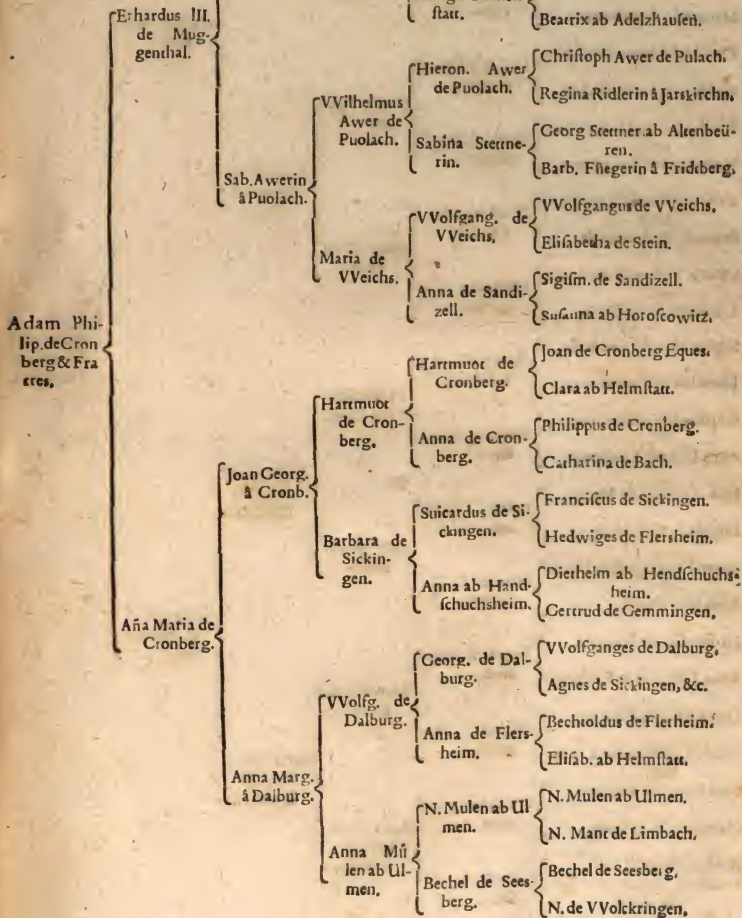 ſtatt.
Beatrix ab Adelzhauſen.
Erhardus III.
de Mug-
genthal.
Hieron. Awer
de Puolach.
Chriſtoph Awer de Pulach.
Regina Ridlerin â Jarskirchn.
VVilhelmus
Awer de
Puolach.
Sabina Stettne-
rin.
Georg Stettner ab Altenbeü-
ren.
Barb. Fſiegerin â Fridtberg.
Sab. Awerin
â Puolach.
VVolfgang. de
VVeichs.
VVolfgangus de VVeichs.
Eliſabetha de Stein.
Maria de
VVeichs.
Anna de Sandi-
zell.
Sigiſm. de Sandizell.
Suſanna ab Horoſcowitz.
Adam Phi-
lip. de Cron
berg & Fra
tres.
Hartmuot de
Cronberg.
Joan de Cronberg Eques.
Clara ab Helmſtatt.
Hartmuot
de Cron-
berg.
Anna de Cron-
berg.
Philippus de Cronberg.
Catharina de Bach.
Joan Georg.
â Cronb.
Suicardus de Si-
ckingen.
Franciſcus de Sickingen.
Hedwiges de Flersheim.
Barbara de
Sickin-
gen.
Anna ab Hand-
ſchuchsheim.
Diethelm ab Hendſchuchs-
heim.
Gertrud de Gemmingen.
Aña Maria de
Cronberg.
Georg. de Dal-
burg.
VVolfganges de Dalburg.
Agnes de Sickingen, &c.
VVolfg. de
Dalburg.
Anna de Flers-
heim.
Bechtoldus de Fletheim.
Eliſab. ab Helmſtatt.
Anna Marg.
â Dalburg.
N. Mulen ab Ul
men.
N. Mulen ab Ulmen.
N. Mant de Limbach.
Anna Mů
len ab Ul-
men.
Bechel de Sees-
berg.
Bechel de Seesberg.
N. de VVolckringen.